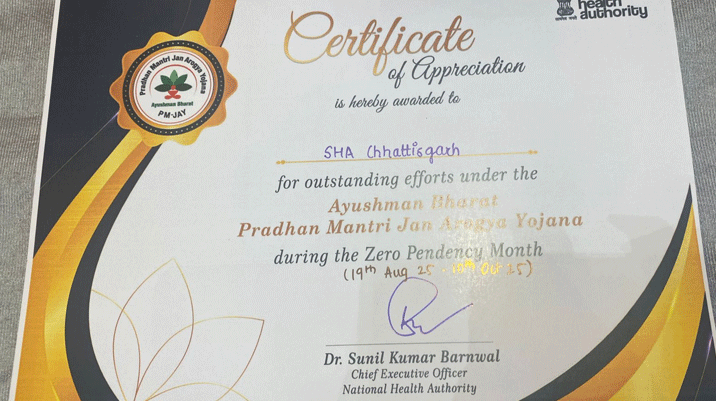 health
authority
Pradhan Mantri Jan Arogya Yojana
Ayushman Bharat
PM-JAY
Certificate
of Appreciation
is hereby awarded to
SHA Chhattisgarh
for outstanding efforts under the
Ayushman Bharat
Pradhan Mantri Jan Arogya Yojana
during the Zero Pendency Month
(19th Aug 25 - Oct 25)
Dr. Sunil Kumar Barnwal
Chief Executive Officer
National Health Authority